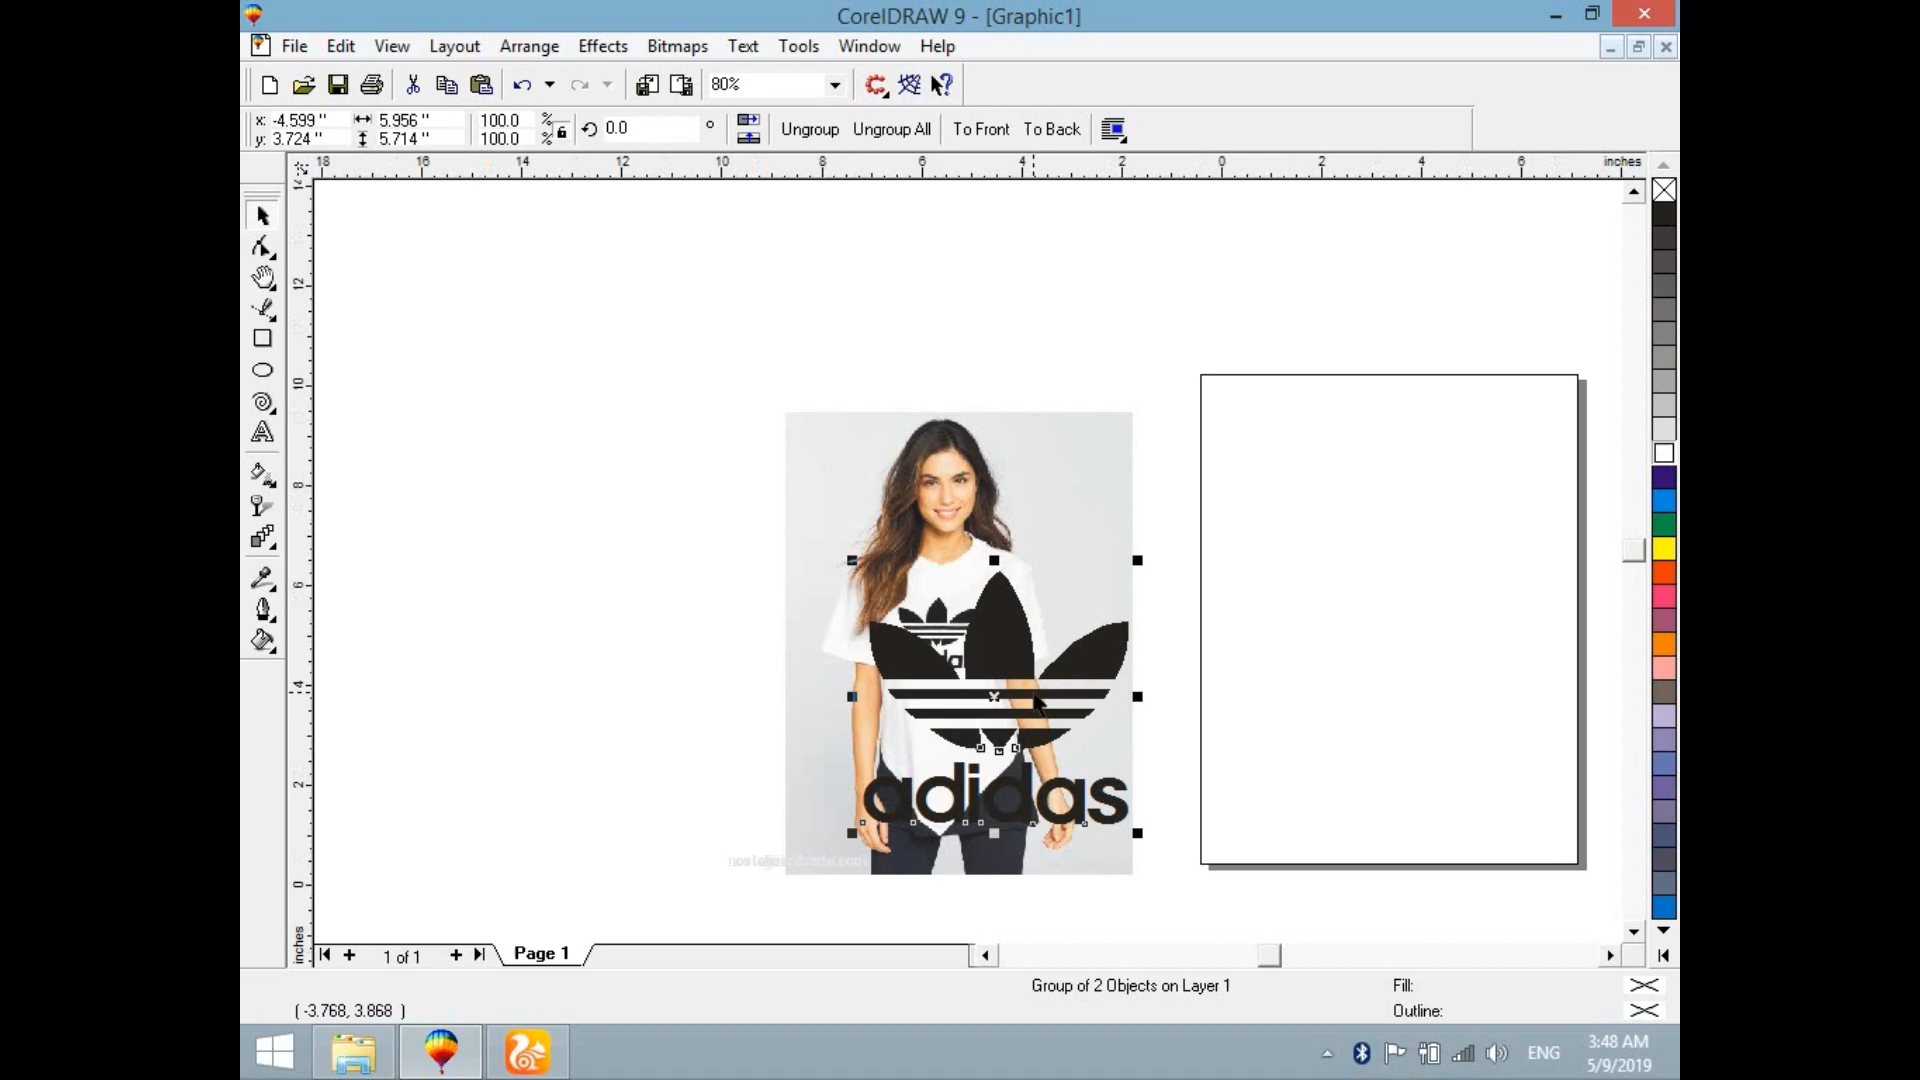 CorelDRAW 9 - [Graphic1]
File Edit View Layout Arrange Effects Bitmaps Text Tools Window Help
80%
x: -4.599 " 5.956 " 100.0 % 0.0 ° Ungroup Ungroup All To Front To Back
y: 3.724 " 5.714 " 100.0 %
18 16 14 12 10 8 6 4 2 0 2 4 6 inches
12
10
8
6
4
2
0
inches
adidas
1 of 1 Page 1
Group of 2 Objects on Layer 1 Fill:
( -3.768, 3.868 ) Outline:
ENG 3:48 AM
5/9/2019